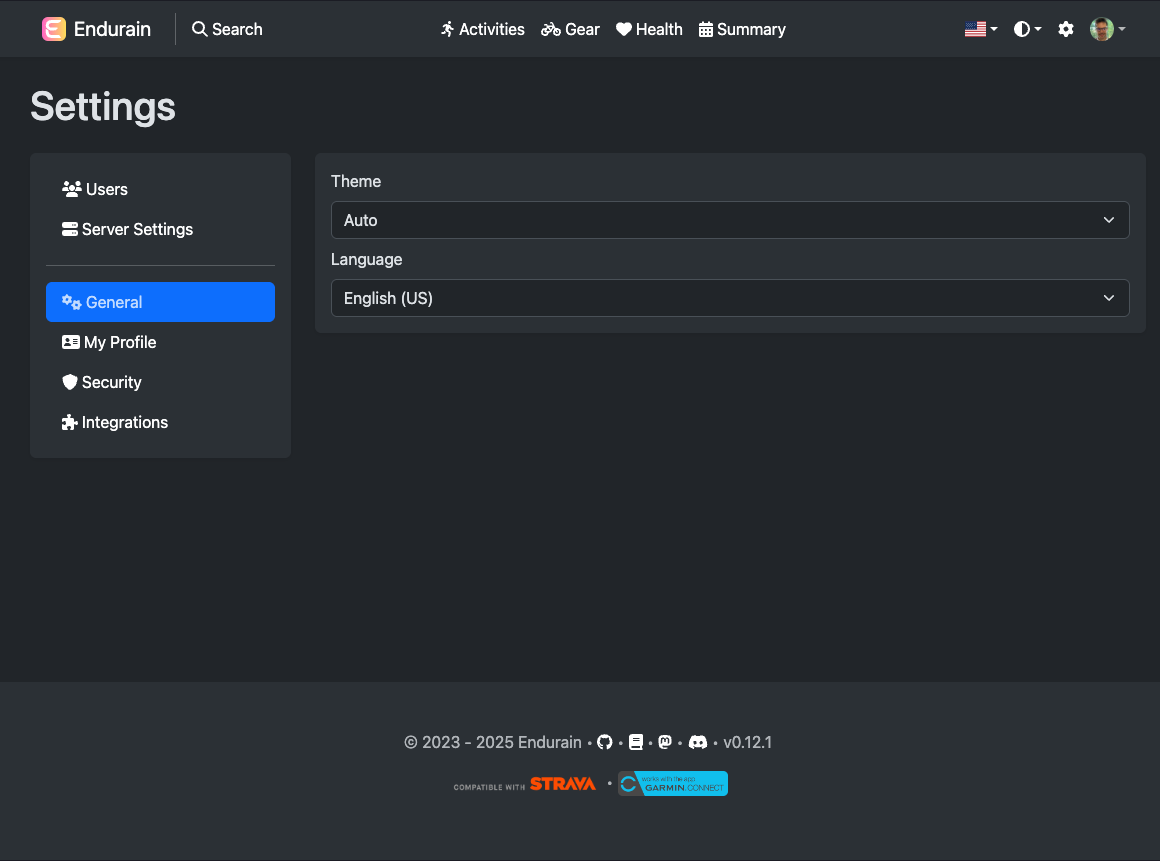 Endurain Search Activities Gear Health Summary
Settings
Users
Server Settings
General
My Profile
Security
Integrations
Theme
Auto
Language
English (US)
© 2023 - 2025 Endurain • • • • • v0.12.1
COMPATIBLE WITH STRAVA • works with the app
GARMIN.CONNECT